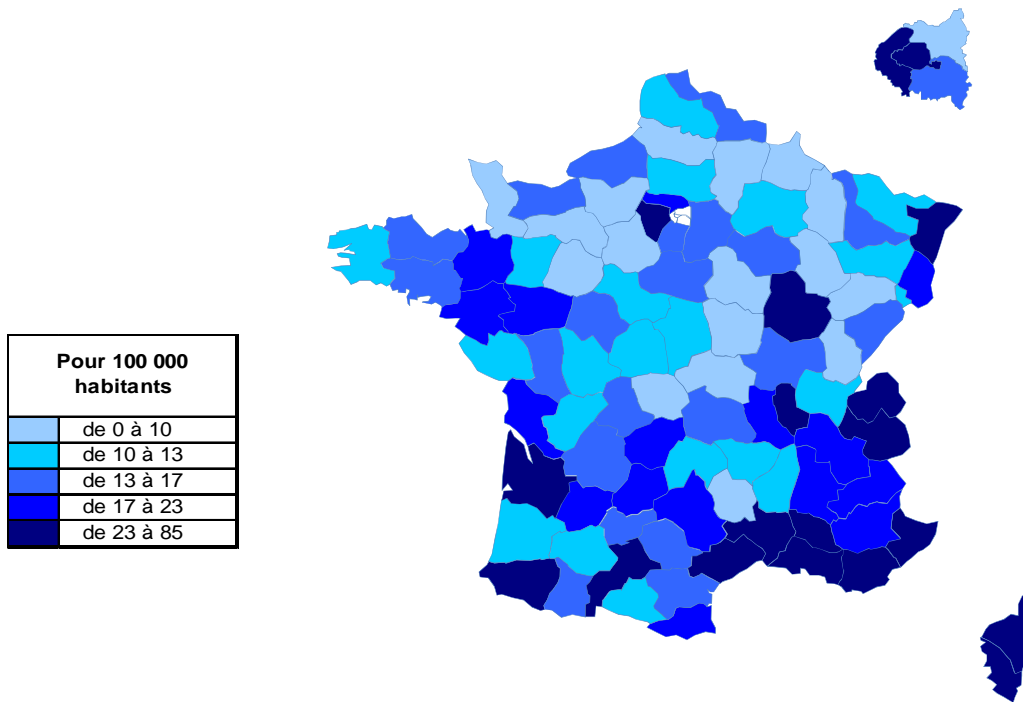 Pour 100 000
habitants
de 0 à 10
de 10 à 13
de 13 à 17
de 17 à 23
de 23 à 85